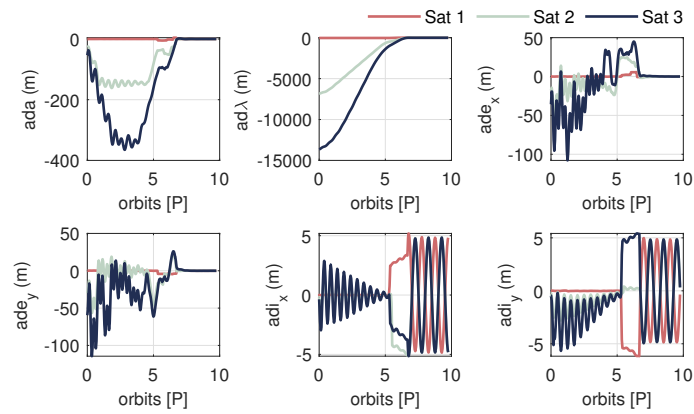 Sat 1 Sat 2 Sat 3
0
-200
-400
ada (m)
0 5 10
orbits [P]
0
-5000
-10000
-15000
adλ (m)
0 5 10
orbits [P]
50
0
-50
-100
adeₓ (m)
0 5 10
orbits [P]
50
0
-50
-100
ade_y (m)
0 5 10
orbits [P]
5
0
-5
adiₓ (m)
0 5 10
orbits [P]
5
0
-5
adi_y (m)
0 5 10
orbits [P]